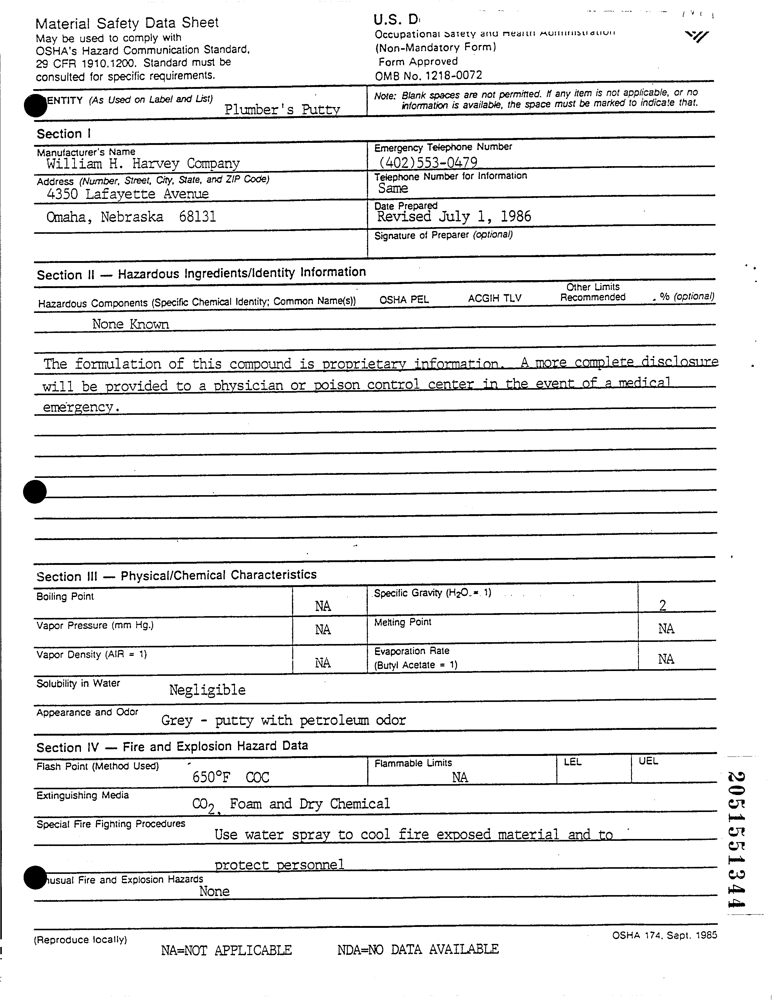 Material Safety Data Sheet
May be used to comply with
OSHA's Hazard Communication Standard,
29 CFR 1910.1200. Standard must be
consulted for specific requirements.
U.S. D
Occupational Safety and Health Administration
(Non-Mandatory Form)
Form Approved
OMB No. 1218-0072
ENTITY (As Used on Label and List)
Plumber's Putty
Note: Blank spaces are not permitted. If any item is not applicable, or no
information is available, the space must be marked to indicate that.
Section I
Manufacturer's Name
William H. Harvey Company
Emergency Telephone Number
(402)553-0479
Address (Number, Street, City, State, and ZIP Code)
4350 Lafayette Avenue
Telephone Number for Information
Same
Omaha, Nebraska 68131
Date Prepared
Revised July 1, 1986
Signature of Preparer (optional)
Section II — Hazardous Ingredients/Identity Information
Hazardous Components (Specific Chemical Identity; Common Name(s)) OSHA PEL ACGIH TLV Other Limits Recommended % (optional)
None Known
The formulation of this compound is proprietary information. A more complete disclosure
will be provided to a physician or poison control center in the event of a medical
emergency.
Section III — Physical/Chemical Characteristics
Boiling Point NA
Specific Gravity (H2O = 1) 2
Vapor Pressure (mm Hg.) NA
Melting Point NA
Vapor Density (AIR = 1) NA
Evaporation Rate
(Butyl Acetate = 1) NA
Solubility in Water Negligible
Appearance and Odor Grey - putty with petroleum odor
Section IV — Fire and Explosion Hazard Data
Flash Point (Method Used)
650°F COC
Flammable Limits
NA
LEL
UEL
Extinguishing Media
CO2, Foam and Dry Chemical
Special Fire Fighting Procedures
Use water spray to cool fire exposed material and to
protect personnel
nusual Fire and Explosion Hazards
None
(Reproduce locally)
OSHA 174, Sept. 1985
NA=NOT APPLICABLE NDA=NO DATA AVAILABLE
2051551344